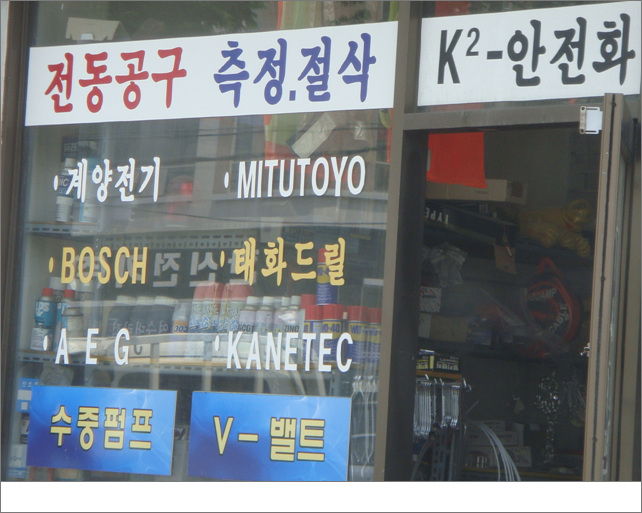 전동공구 측정.절삭 K²-안전화
·계양전기 ·MITUTOYO
·BOSCH ·태화드릴
·A E G ·KANETEC
수중펌프 V-밸트